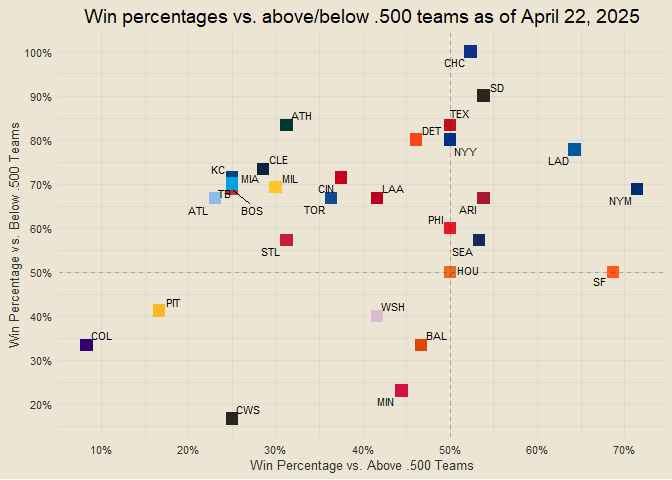 Win percentages vs. above/below .500 teams as of April 22, 2025
Win Percentage vs. Below .500 Teams
100%
90%
80%
70%
60%
50%
40%
30%
20%
CHC
SD
TEX
ATH
DET
NYY
LAD
CLE
KC
MIA
MIL
CIN
LAA
TB
NYM
ATL
BOS
TOR
ARI
PHI
STL
SEA
HOU
SF
PIT
WSH
COL
BAL
MIN
CWS
10%
20%
30%
40%
50%
60%
70%
Win Percentage vs. Above .500 Teams